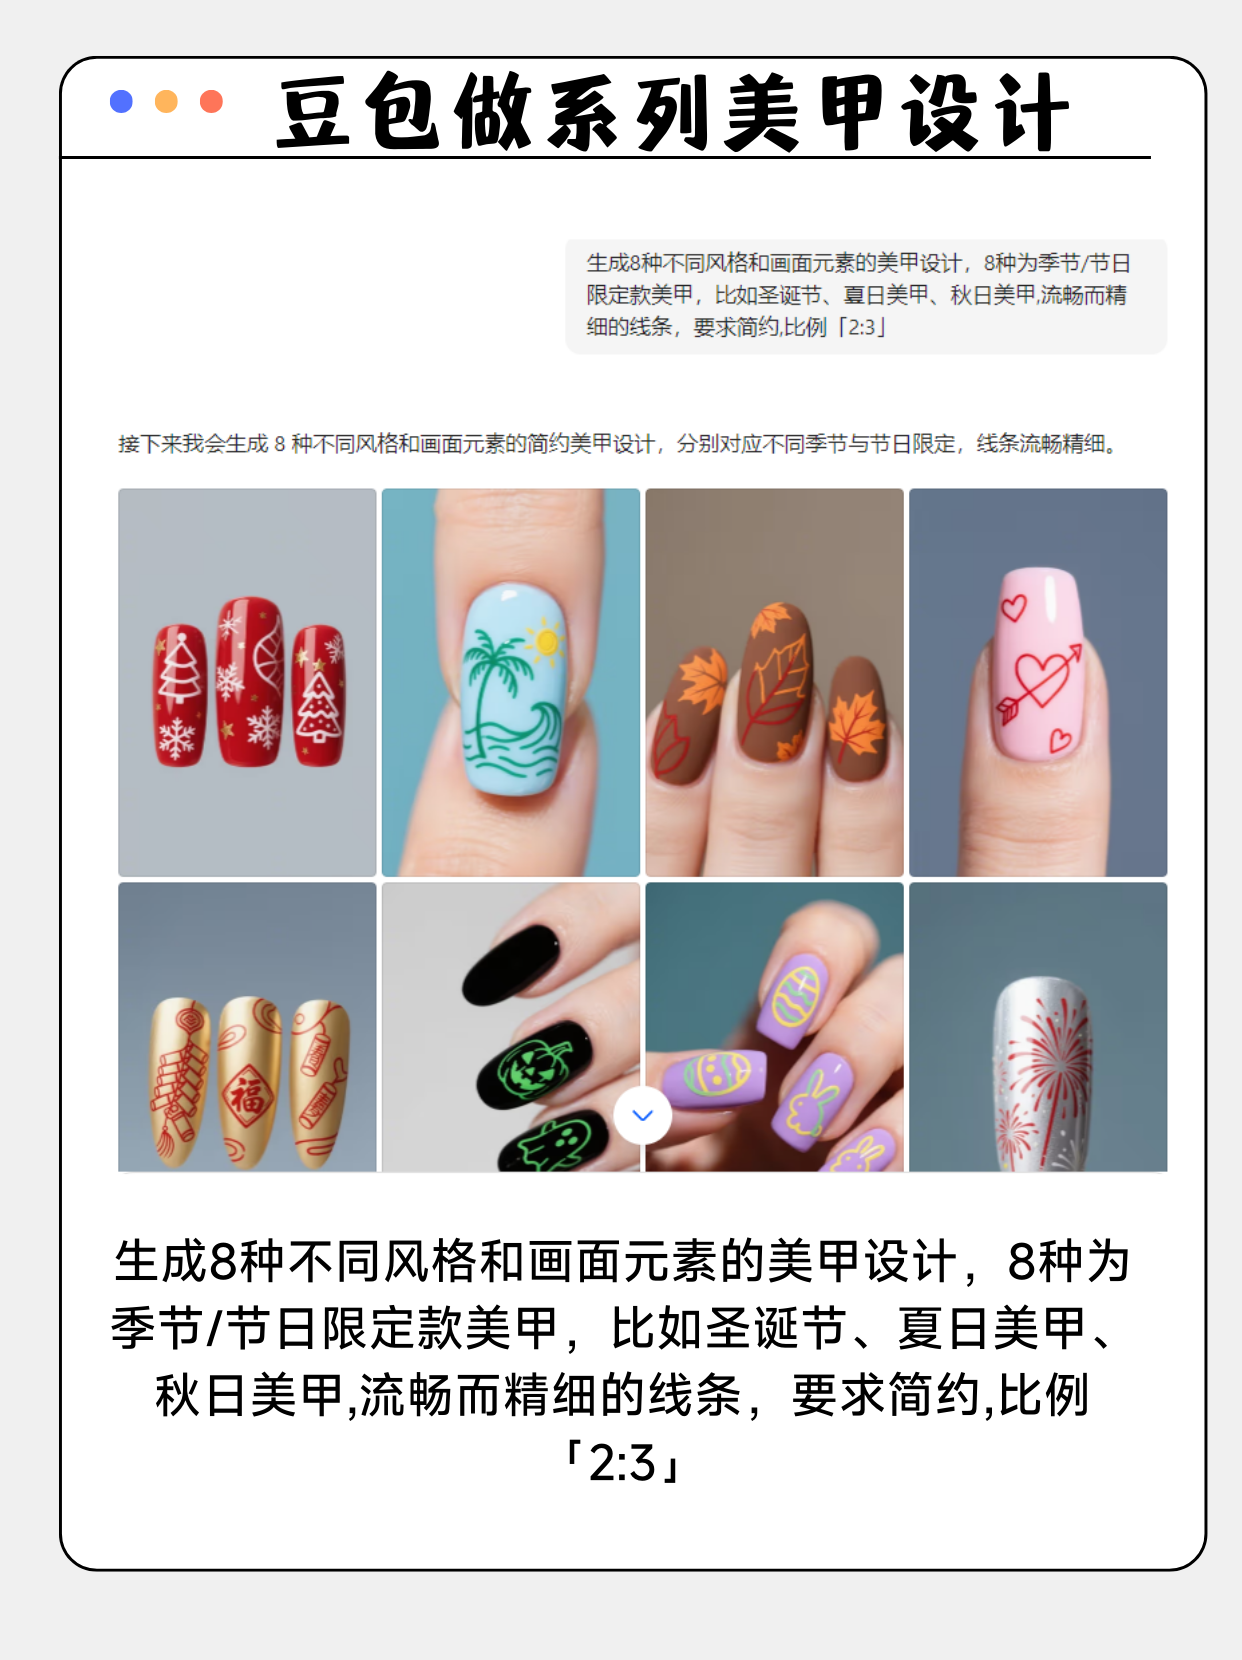 豆包做系列美甲设计
生成8种不同风格和画面元素的美甲设计，8种为季节/节日
限定款美甲，比如圣诞节、夏日美甲、秋日美甲,流畅而精
细的线条，要求简约,比例「2:3」
接下来我会生成 8 种不同风格和画面元素的简约美甲设计，分别对应不同季节与节日限定，线条流畅精细。
福
生成8种不同风格和画面元素的美甲设计，8种为
季节/节日限定款美甲，比如圣诞节、夏日美甲、
秋日美甲,流畅而精细的线条，要求简约,比例
「2:3」